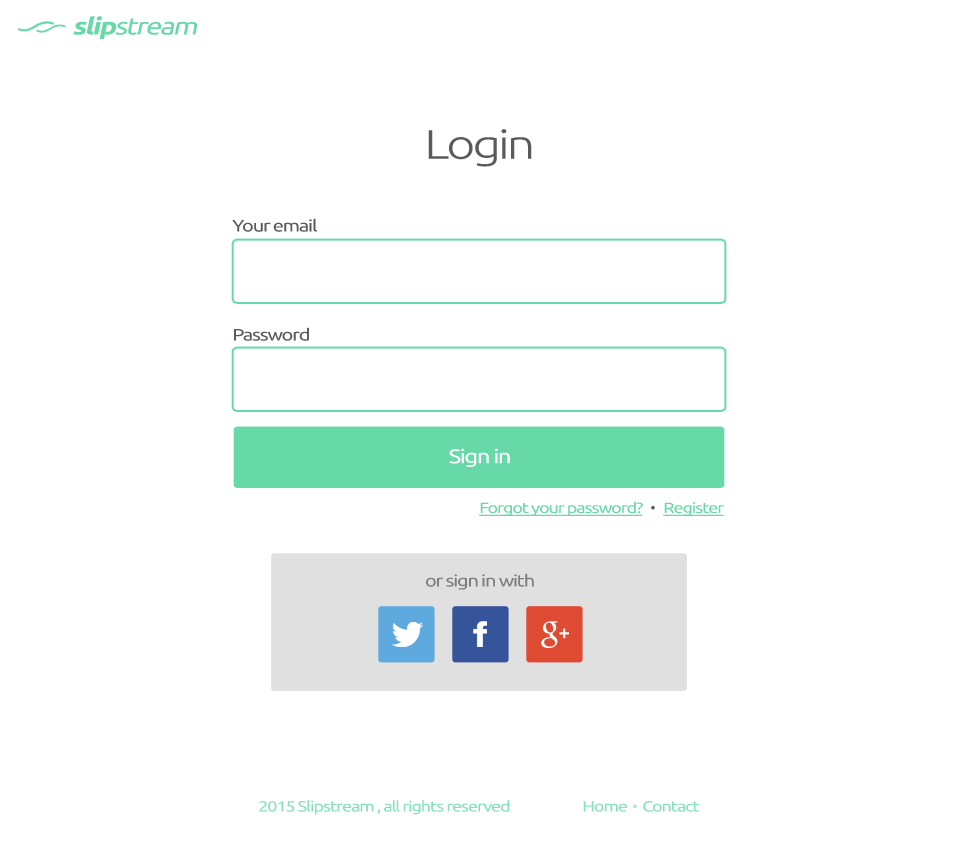 slipstream
Login
Your email
Password
Sign in
Forgot your password? • Register
or sign in with
f
g+
2015 Slipstream , all rights reserved
Home • Contact